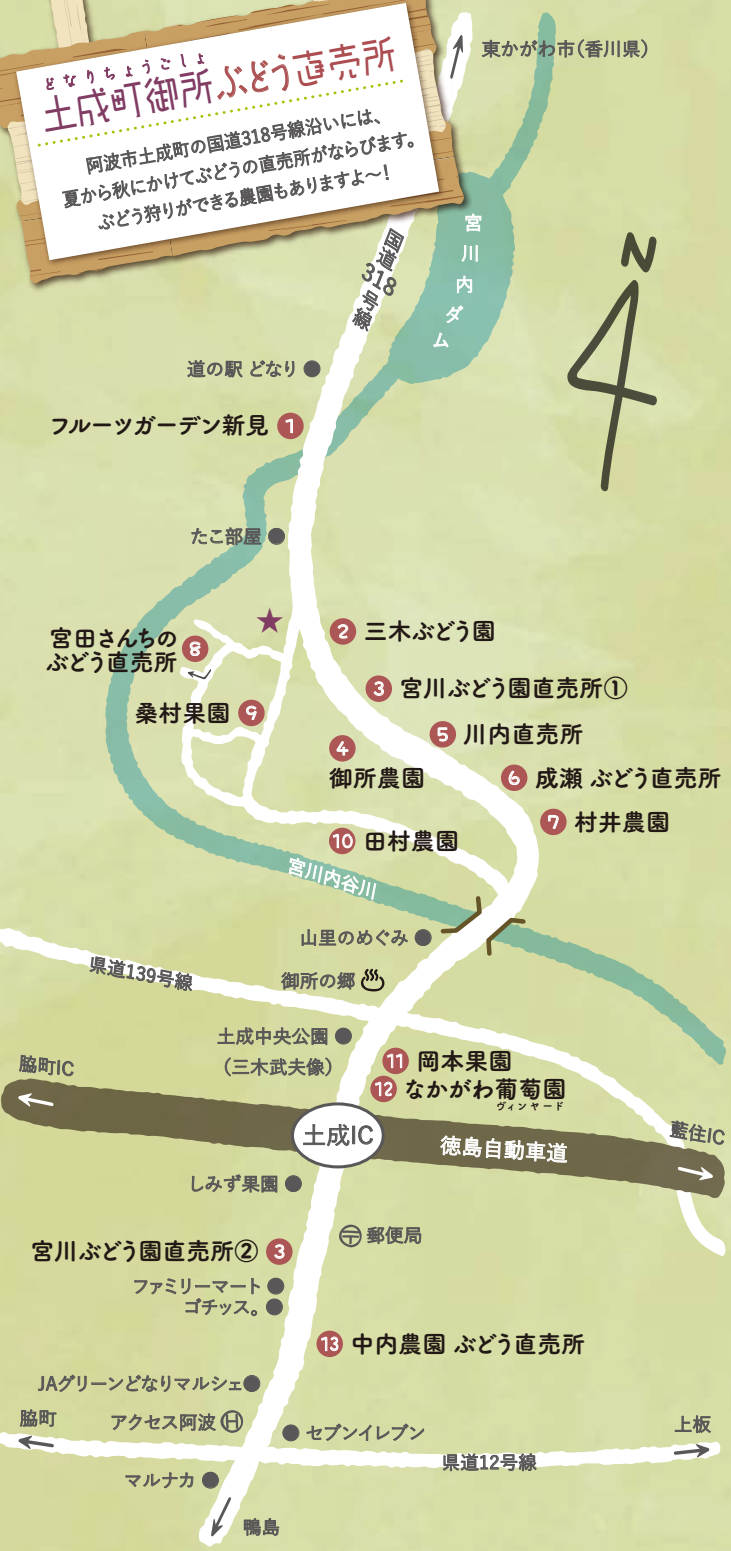 どなりちょうごしょ
土成町御所ぶどう直売所
阿波市土成町の国道318号線沿いには、
夏から秋にかけてぶどうの直売所がならびます。
ぶどう狩りができる農園もありますよ～！
東かがわ市（香川県）
国道318号線
宮川内ダム
N
道の駅 どなり
フルーツガーデン新見 1
たこ部屋
★
2 三木ぶどう園
宮田さんちの
ぶどう直売所 8
3 宮川ぶどう園直売所①
桑村果園 9
5 川内直売所
4
御所農園
6 成瀬 ぶどう直売所
7 村井農園
10 田村農園
宮川内谷川
山里のめぐみ
県道139号線
御所の郷
土成中央公園
（三木武夫像）
11 岡本果園
12 なかがわ葡萄園
ヴィンヤード
脇町IC
土成IC
徳島自動車道
藍住IC
しみず果園
〒 郵便局
宮川ぶどう園直売所② 3
ファミリーマート
ゴチッス。
13 中内農園 ぶどう直売所
JAグリーンどなりマルシェ
脇町
アクセス阿波 H
セブンイレブン
上板
県道12号線
マルナカ
鴨島